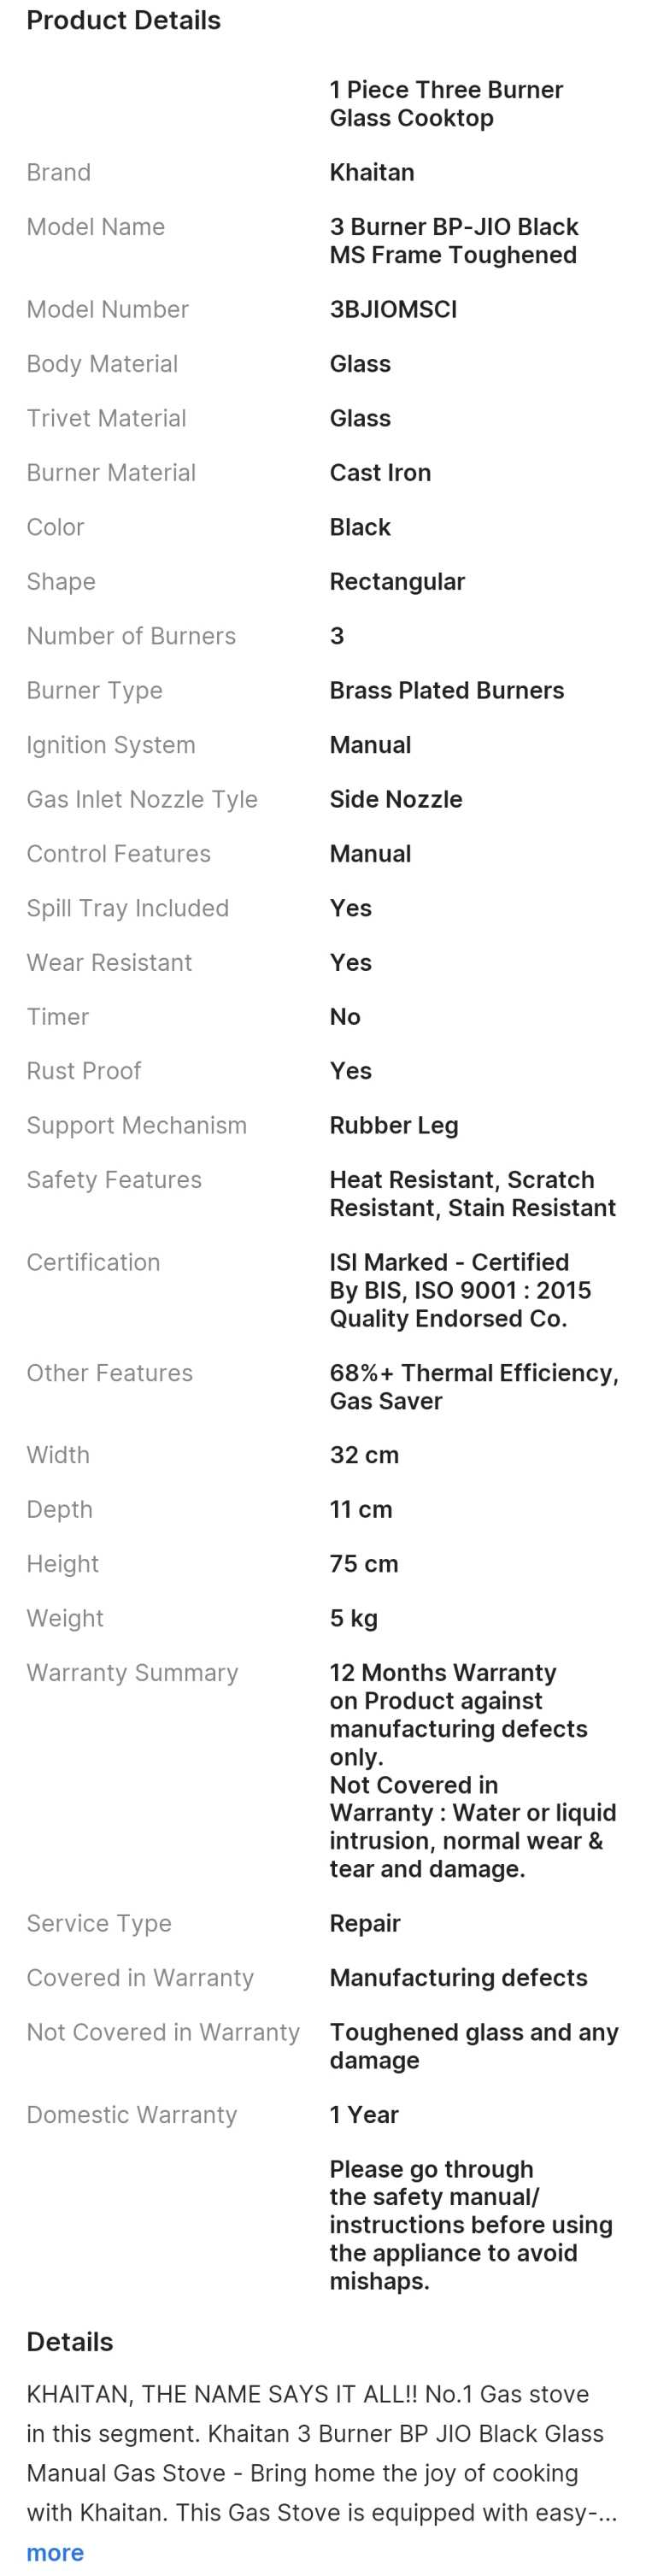 Product Details
1 Piece Three Burner
Glass Cooktop
Brand Khaitan
Model Name 3 Burner BP-JIO Black
MS Frame Toughened
Model Number 3BJIOMSCI
Body Material Glass
Trivet Material Glass
Burner Material Cast Iron
Color Black
Shape Rectangular
Number of Burners 3
Burner Type Brass Plated Burners
Ignition System Manual
Gas Inlet Nozzle Tyle Side Nozzle
Control Features Manual
Spill Tray Included Yes
Wear Resistant Yes
Timer No
Rust Proof Yes
Support Mechanism Rubber Leg
Safety Features Heat Resistant, Scratch
Resistant, Stain Resistant
Certification ISI Marked - Certified
By BIS, ISO 9001 : 2015
Quality Endorsed Co.
Other Features 68%+ Thermal Efficiency,
Gas Saver
Width 32 cm
Depth 11 cm
Height 75 cm
Weight 5 kg
Warranty Summary 12 Months Warranty
on Product against
manufacturing defects
only.
Not Covered in
Warranty : Water or liquid
intrusion, normal wear &
tear and damage.
Service Type Repair
Covered in Warranty Manufacturing defects
Not Covered in Warranty Toughened glass and any
damage
Domestic Warranty 1 Year
Please go through
the safety manual/
instructions before using
the appliance to avoid
mishaps.
Details
KHAITAN, THE NAME SAYS IT ALL!! No.1 Gas stove
in this segment. Khaitan 3 Burner BP JIO Black Glass
Manual Gas Stove - Bring home the joy of cooking
with Khaitan. This Gas Stove is equipped with easy-...
more